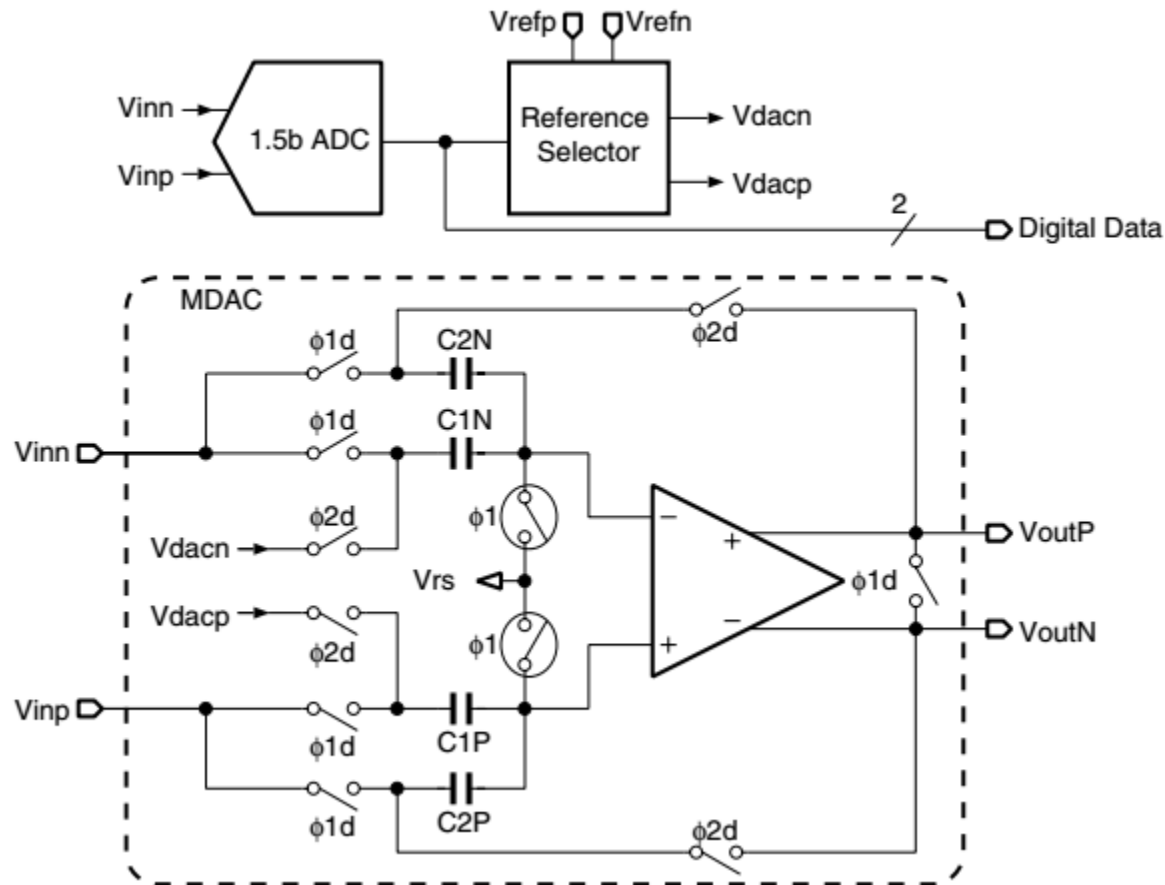 Vrefp Vrefn
Vinn
1.5b ADC
Vinp
Reference
Selector
Vdacn
Vdacp
2
Digital Data
MDAC
ϕ2d
ϕ1d
C2N
ϕ1d
C1N
Vinn
ϕ2d
ϕ1
Vdacn
−
+
VoutP
Vrs
ϕ1d
Vdacp
ϕ2d
ϕ1
+
−
VoutN
Vinp
ϕ1d
C1P
ϕ1d
C2P
ϕ2d